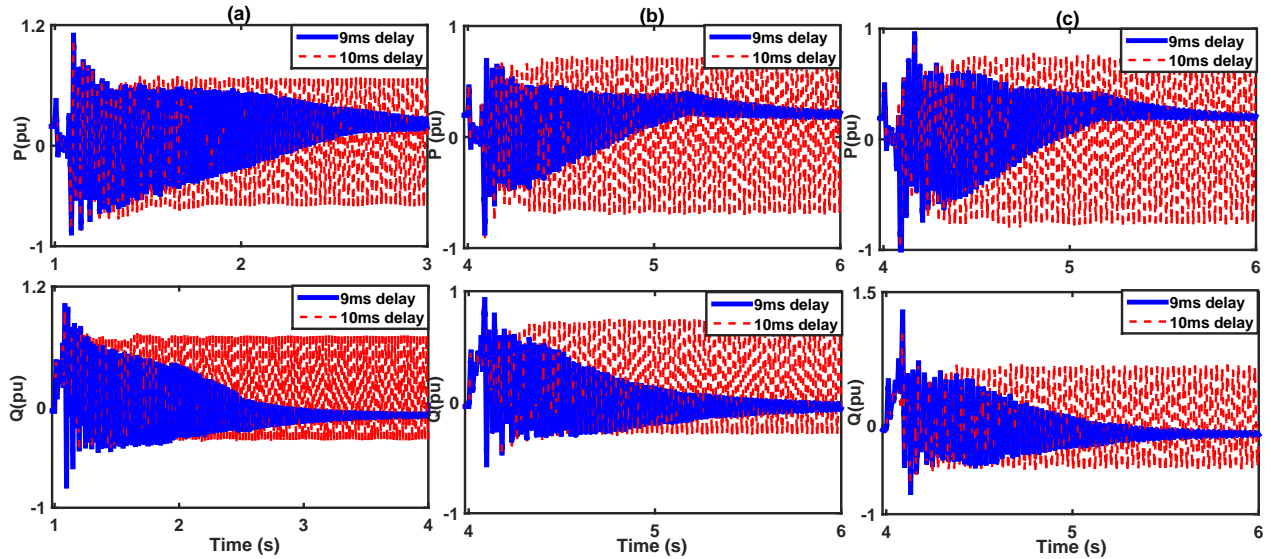 (a)
1.2
9ms delay
10ms delay
P(pu)
0
-1
1
2
3
(b)
1
9ms delay
10ms delay
P (pu)
0
-1
4
5
6
(c)
1
9ms delay
10ms delay
P(pu)
0
-1
4
5
6
1.2
9ms delay
10ms delay
Q(pu)
0
-1
1
2
3
4
Time (s)
1
9ms delay
10ms delay
Q(pu)
0
-1
4
5
6
Time (s)
1.5
9ms delay
10ms delay
Q(pu)
0
-1
4
5
6
Time (s)